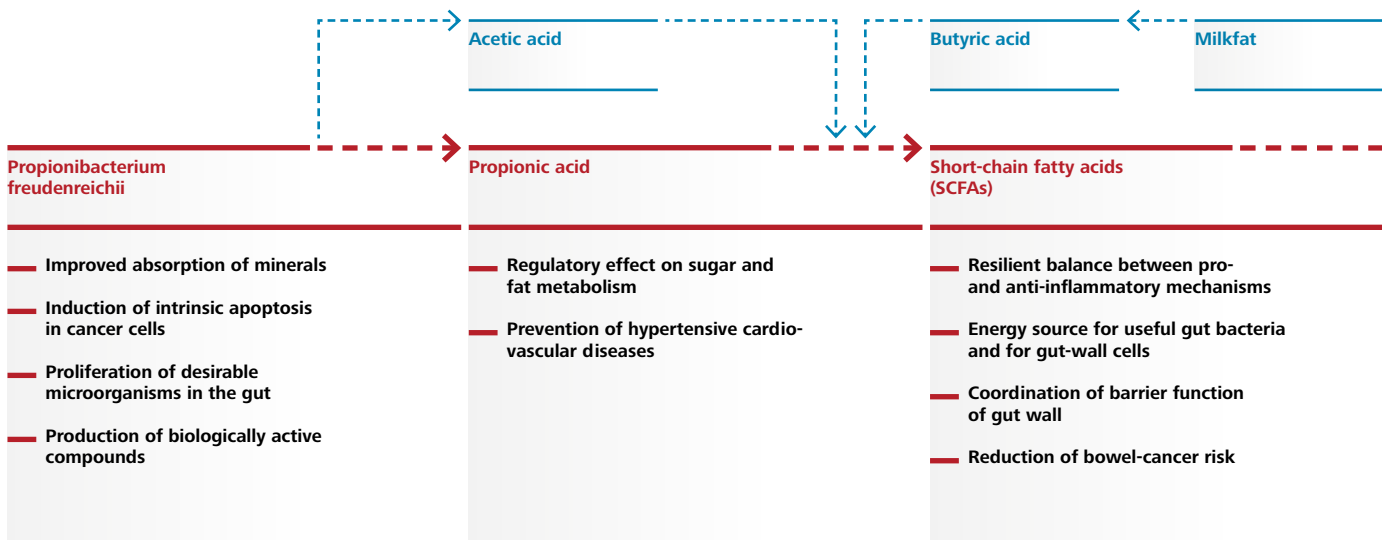 Acetic acid
Butyric acid
Milkfat
Propionibacterium
freudenreichii
Propionic acid
Short-chain fatty acids
(SCFAs)
Improved absorption of minerals
Induction of intrinsic apoptosis
in cancer cells
Proliferation of desirable
microorganisms in the gut
Production of biologically active
compounds
Regulatory effect on sugar and
fat metabolism
Prevention of hypertensive cardio-
vascular diseases
Resilient balance between pro-
and anti-inflammatory mechanisms
Energy source for useful gut bacteria
and for gut-wall cells
Coordination of barrier function
of gut wall
Reduction of bowel-cancer risk